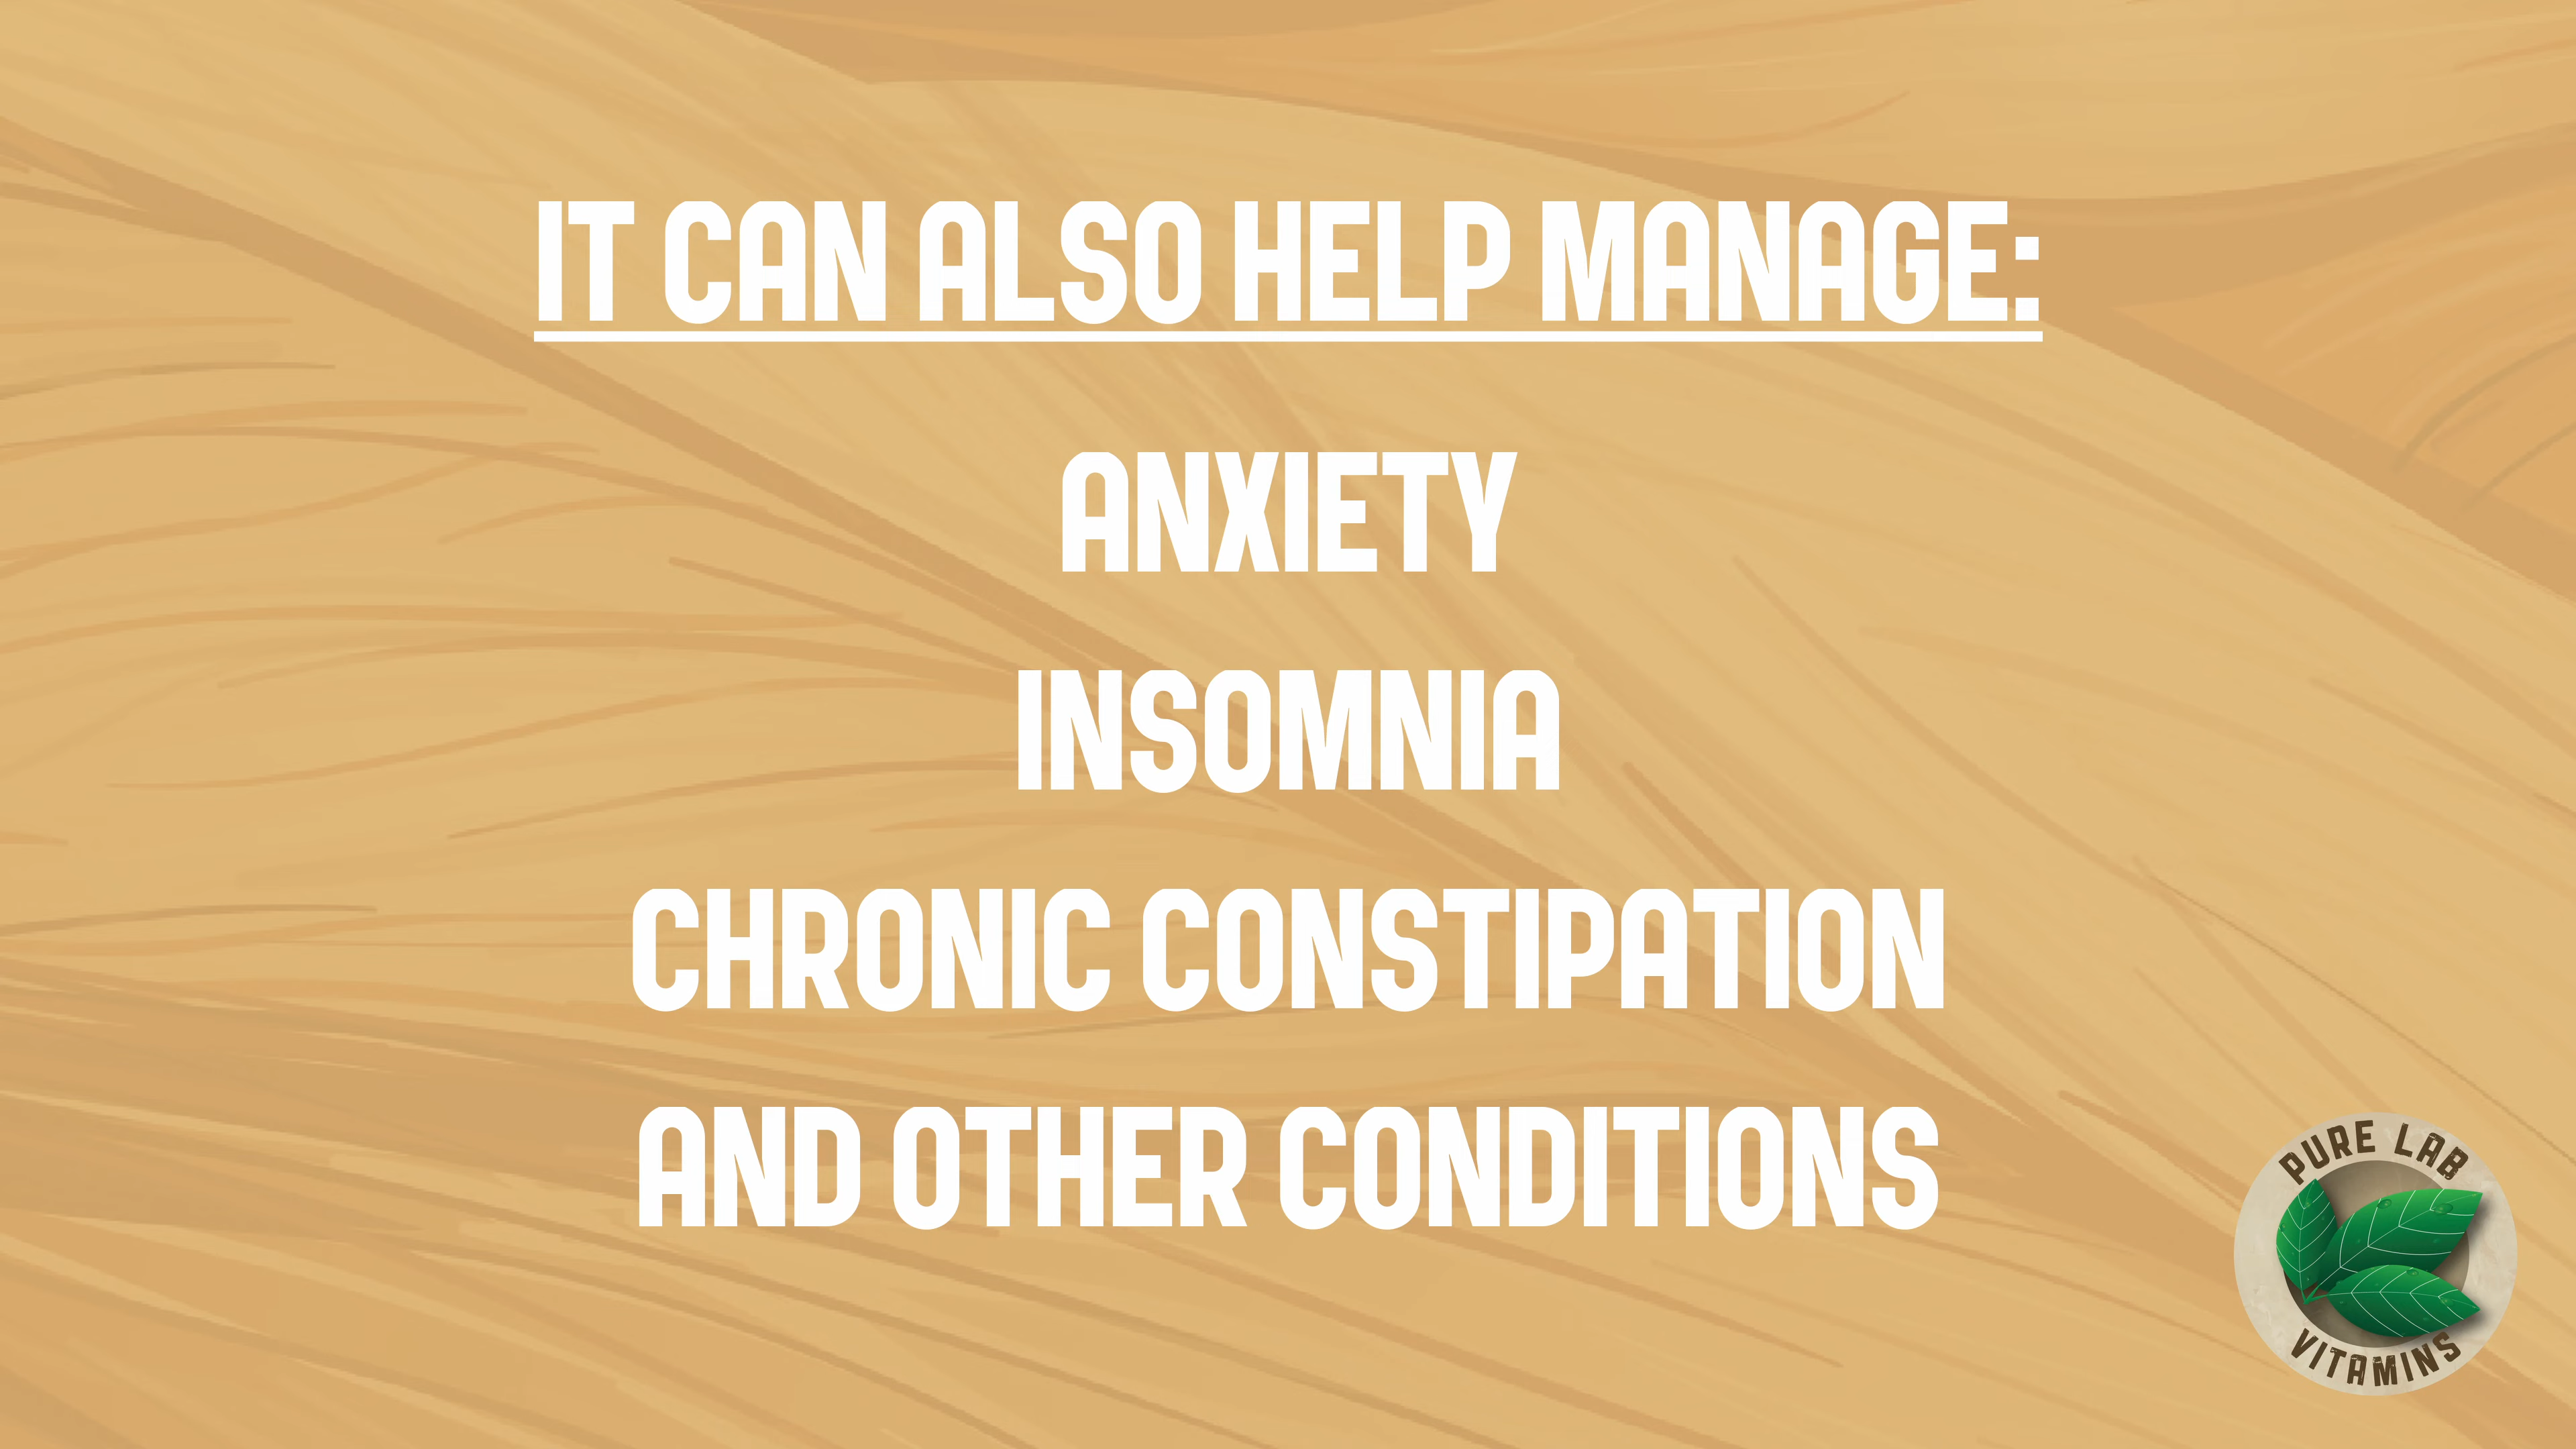 IT CAN ALSO HELP MANAGE:
ANXIETY
INSOMNIA
CHRONIC CONSTIPATION
AND OTHER CONDITIONS
PURE LAB
VITAMINS